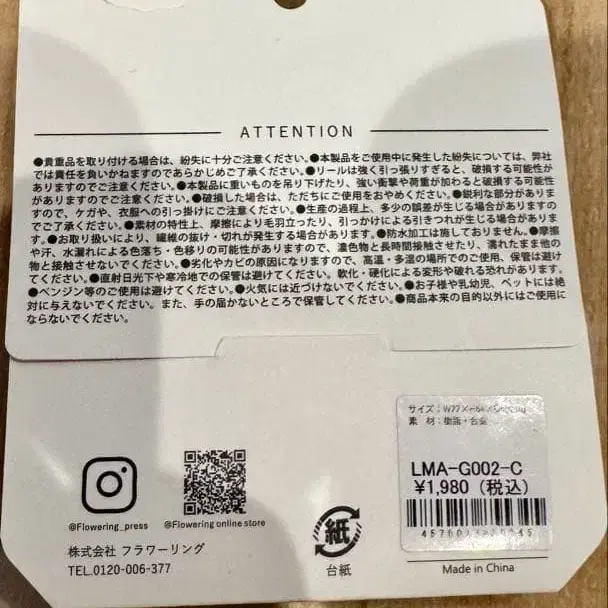 ATTENTION
●貴重品を取り付ける場合は、紛失に十分ご注意ください。●本製品をご使用中に発生した紛失については、弊社
では責任を負いかねますのであらかじめご了承ください。●リールは強く引っ張りすぎると、破損する可能性が
ありますのでご注意ください。●本製品に重いものを吊り下げたり、強い衝撃や荷重が加わると破損する可能性
がありますのでご注意ください。●破損した場合は、ただちにご使用をおやめください。●鋭利な部分がありま
すので、ケガや、衣服への引っ掛けにご注意ください。●生産の過程上、多少の誤差が生じる場合がありますの
でご了承ください。●素材の特性上、摩擦により毛羽立ったり、引っかけによる引きつれが生じる場合がありま
す。●お取り扱いにより、繊維の抜け・切れが発生する場合があります。●防水加工は施しておりません。●摩擦
や汗、水漏れによる色落ち・色移りの可能性がありますので、濃色物と長時間接触させたり、濡れたまま他の
物と接触させないでください。●劣化やカビの原因になりますので、高温・多湿の場所でのご使用、保管は避け
てください。●直射日光下や寒冷地での保管は避けてください。軟化・硬化による変形や破れる恐れがあります。
●ベンジン等のご使用は避けてください。●火気には近づけないでください。●お子様や乳幼児、ペットには絶
対に与えないでください。また、手の届かないところで保管してください。●商品本来の目的以外にはご使用に
ならないでください。
サイズ：
素 材：樹脂・合金
LMA-G002-C
¥1,980（税込）
@Flowering_press
@Flowering online store
紙
台紙
株式会社 フラワーリング
TEL.0120-006-377
Made in China